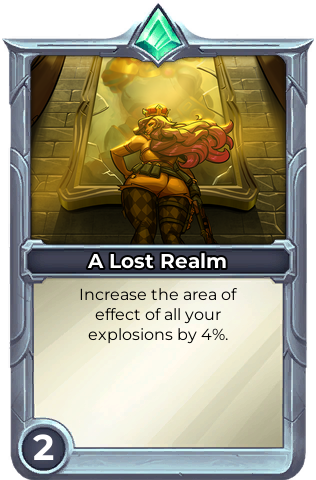 A Lost Realm
Increase the area of
effect of all your
explosions by 4%.
2